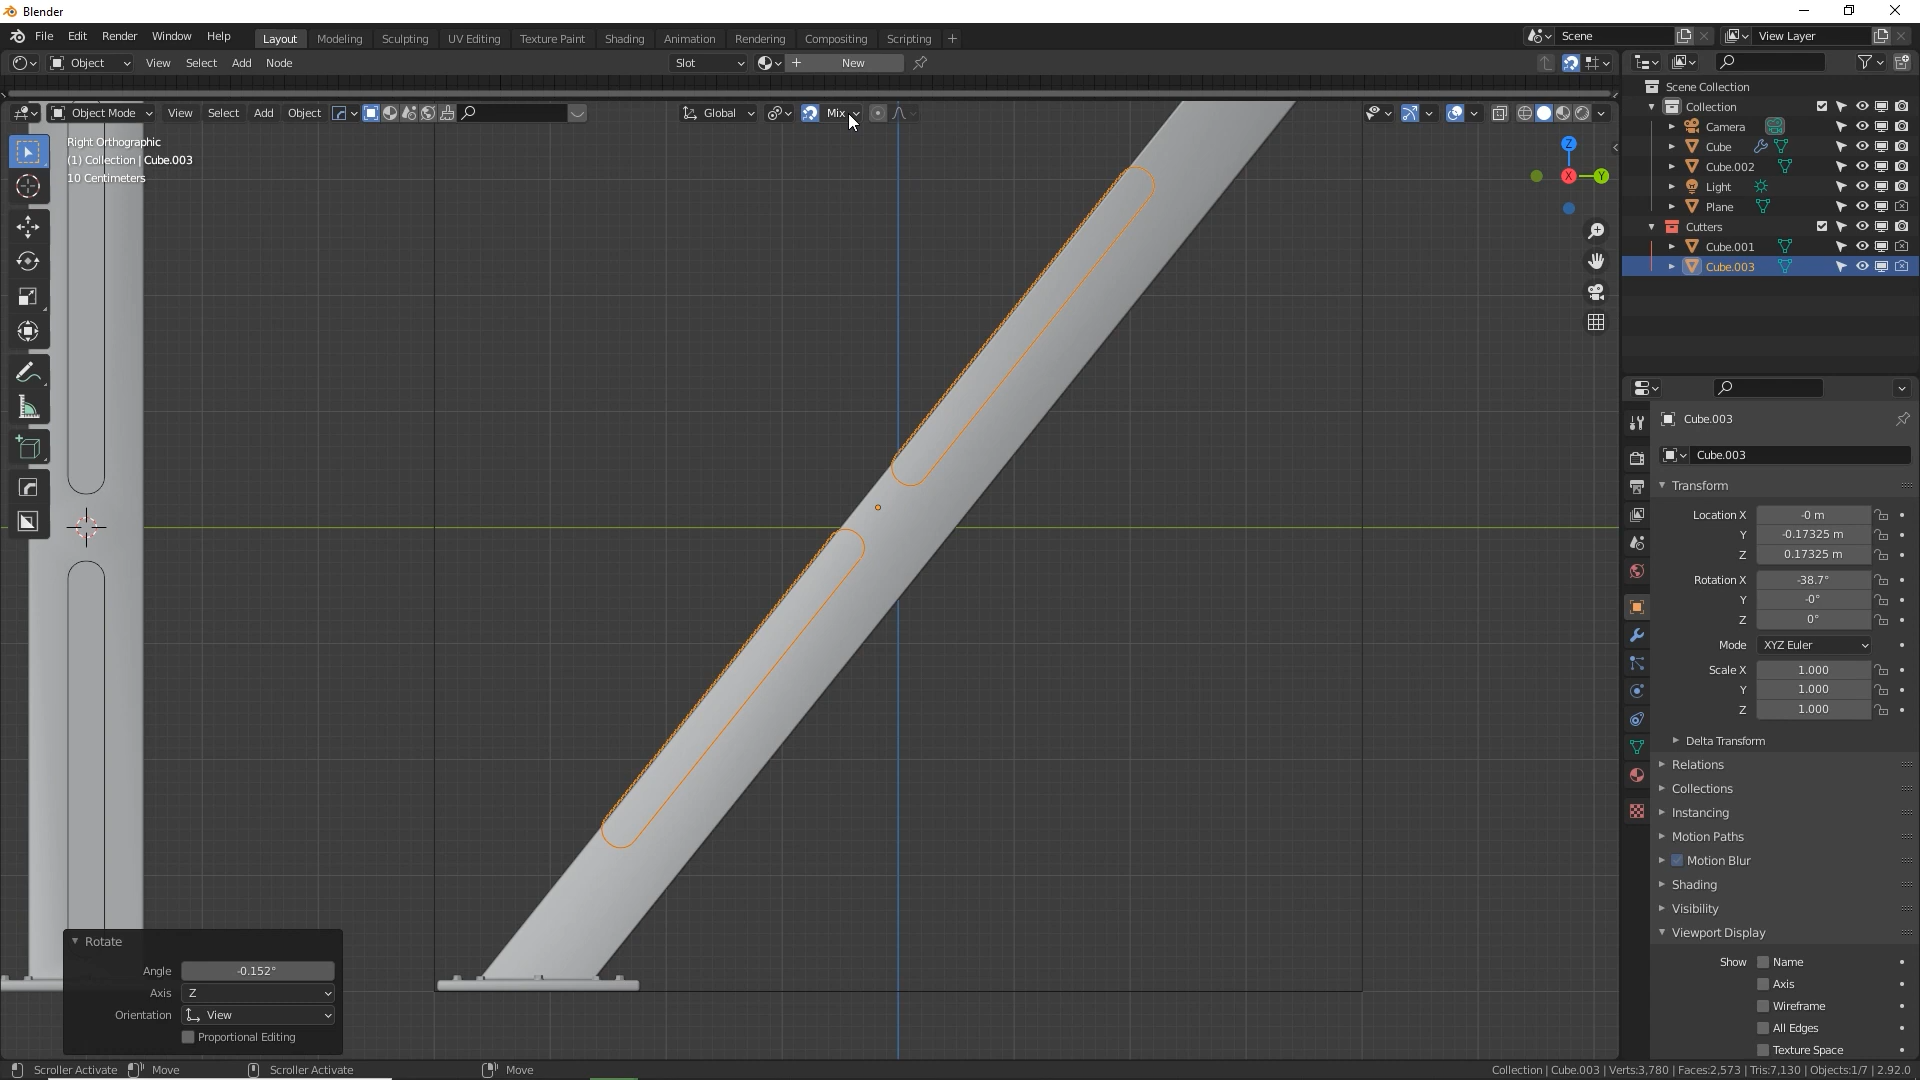 Blender
File Edit Render Window Help
Layout Modeling Sculpting UV Editing Texture Paint Shading Animation Rendering Compositing Scripting +
Scene
View Layer
Object View Select Add Object Node
Slot
New
Object Mode View Select Add Object
Global
Mix
Right Orthographic
(1) Collection | Cube.003
10 Centimeters
Z
X
Y
Scene Collection
Collection
Camera
Cube
Cube.002
Light
Plane
Cutters
Cube.001
Cube.003
Cube.003
Cube.003
Transform
Location X -0 m
Y -0.17325 m
Z 0.17325 m
Rotation X -38.7°
Y -0°
Z 0°
Mode XYZ Euler
Scale X 1.000
Y 1.000
Z 1.000
Delta Transform
Relations
Collections
Instancing
Motion Paths
Motion Blur
Shading
Visibility
Viewport Display
Show Name
Axis
Wireframe
All Edges
Texture Space
Rotate
Angle -0.152°
Axis Z
Orientation View
Proportional Editing
Scroller Activate Move Scroller Activate Move
Collection | Cube.003 | Verts:3,780 | Faces:2,573 | Tris:7,130 | Objects:1/7 | 2.92.0